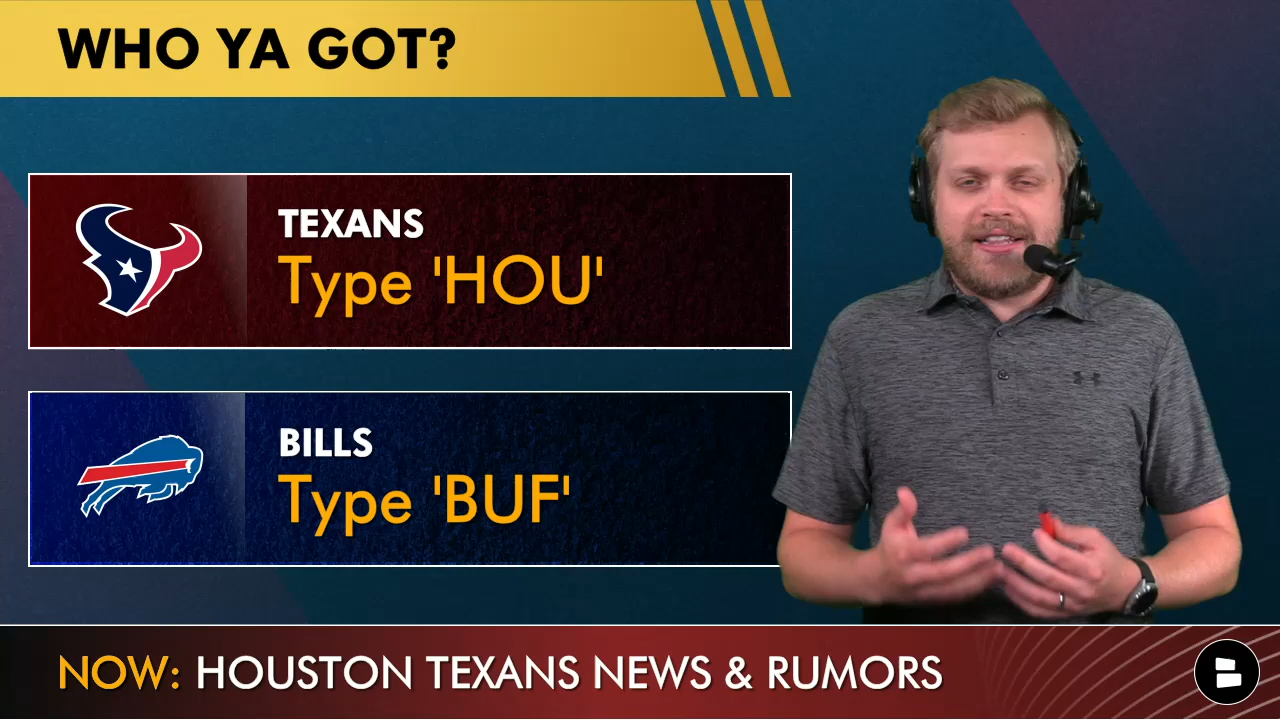 WHO YA GOT?
TEXANS
Type 'HOU'
BILLS
Type 'BUF'
NOW: HOUSTON TEXANS NEWS & RUMORS